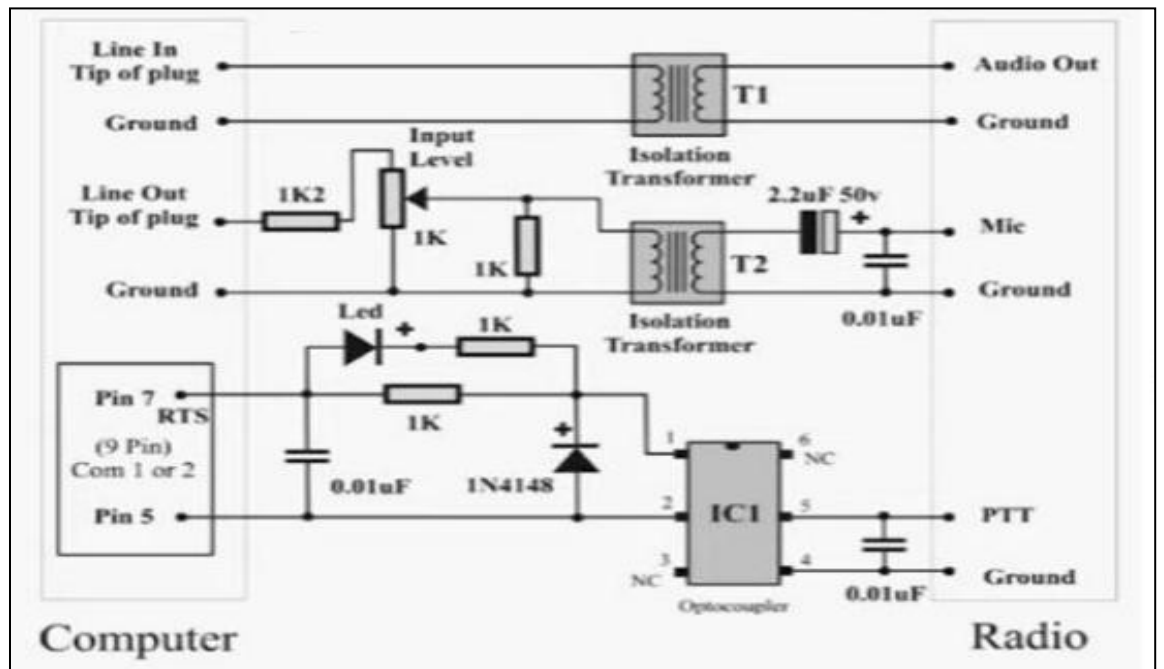 Line In
Tip of plug
Audio Out
T1
Ground
Ground
Input
Level
Isolation
Transformer
Line Out
Tip of plug
1K2
2.2uF 50v
+
Mic
1K
1K
T2
Ground
Ground
Led
+
1K
Isolation
Transformer
0.01uF
Pin 7
RTS
1K
(9 Pin)
Com 1 or 2
+
1
6
NC
0.01uF
1N4148
Pin 5
2
IC1
5
PTT
3
NC
4
Ground
0.01uF
Optocoupler
Computer
Radio